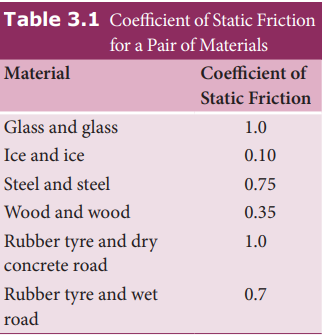 Table 3.1 Coefficient of Static Friction
for a Pair of Materials
Material Coefficient of
Static Friction
Glass and glass 1.0
Ice and ice 0.10
Steel and steel 0.75
Wood and wood 0.35
Rubber tyre and dry 1.0
concrete road
Rubber tyre and wet 0.7
road